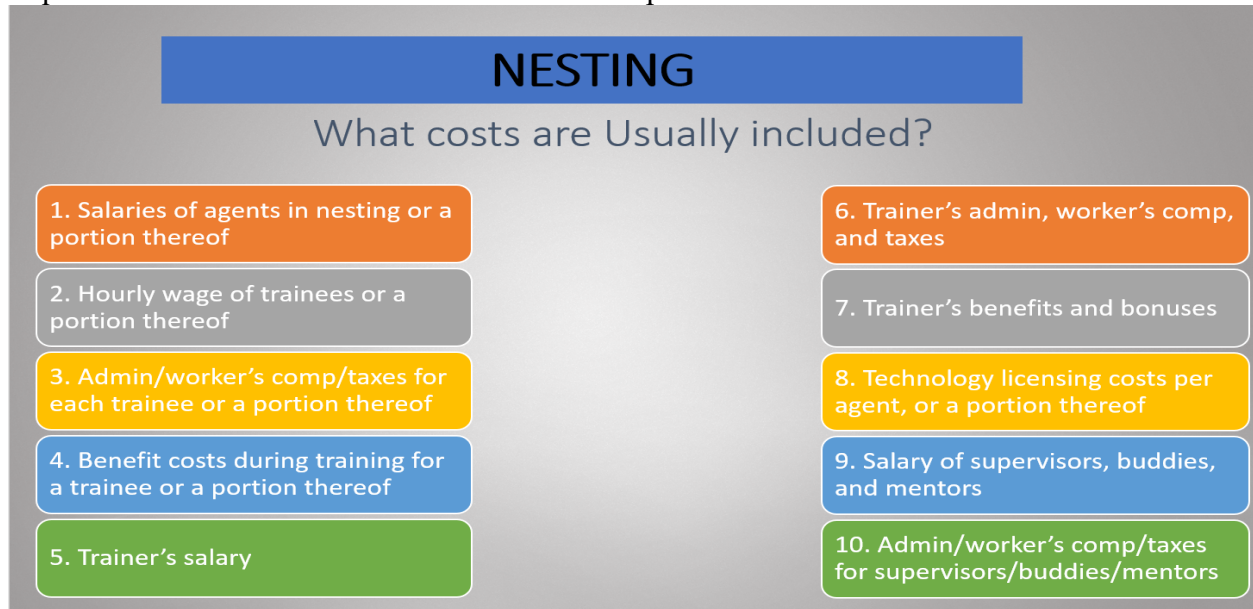 NESTING
What costs are Usually included?
1. Salaries of agents in nesting or a
portion thereof
2. Hourly wage of trainees or a
portion thereof
3. Admin/worker’s comp/taxes for
each trainee or a portion thereof
4. Benefit costs during training for
a trainee or a portion thereof
5. Trainer’s salary
6. Trainer’s admin, worker’s comp,
and taxes
7. Trainer’s benefits and bonuses
8. Technology licensing costs per
agent, or a portion thereof
9. Salary of supervisors, buddies,
and mentors
10. Admin/worker’s comp/taxes
for supervisors/buddies/mentors